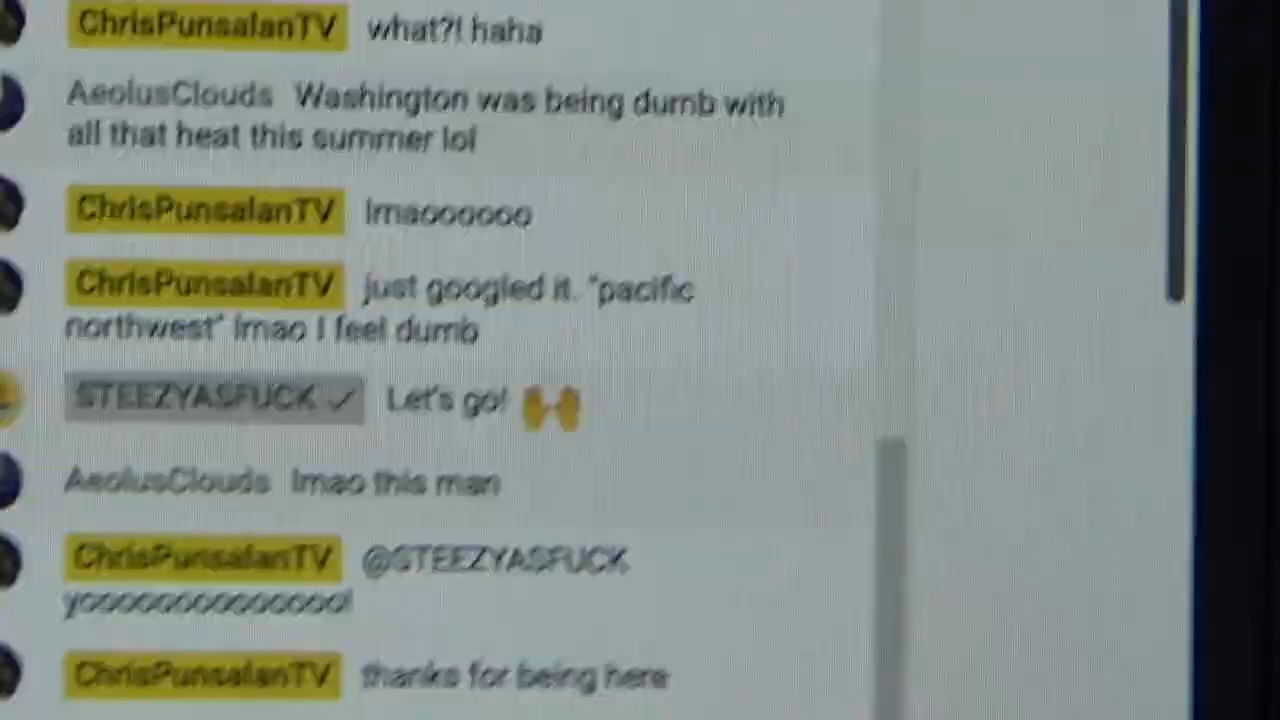 ChrisPunsalanTV what?! haha
AeolusClouds Washington was being dumb with
all that heat this summer lol
ChrisPunsalanTV lmaoooooo
ChrisPunsalanTV just googled it. "pacific
northwest" lmao I feel dumb
STEEZYASFUCK ✓ Let's go! 🙌
AeolusClouds lmao this man
ChrisPunsalanTV @STEEZYASFUCK
yoooooooooooooo!
ChrisPunsalanTV thanks for being here